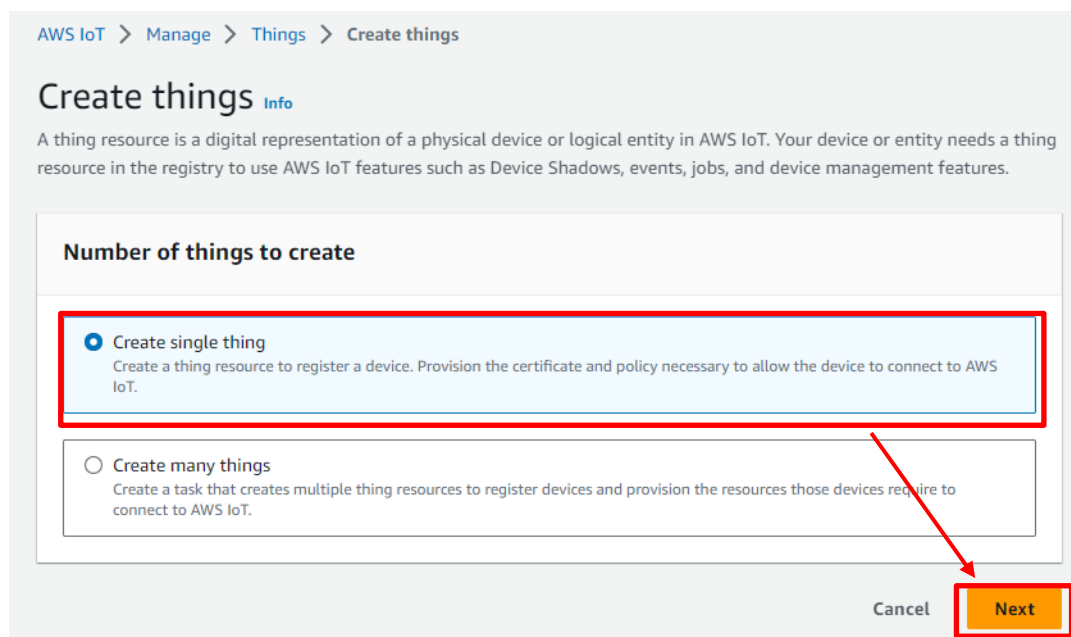 AWS IoT > Manage > Things > Create things
Create things Info
A thing resource is a digital representation of a physical device or logical entity in AWS IoT. Your device or entity needs a thing
resource in the registry to use AWS IoT features such as Device Shadows, events, jobs, and device management features.
Number of things to create
Create single thing
Create a thing resource to register a device. Provision the certificate and policy necessary to allow the device to connect to AWS
IoT.
Create many things
Create a task that creates multiple thing resources to register devices and provision the resources those devices require to
connect to AWS IoT.
Cancel Next